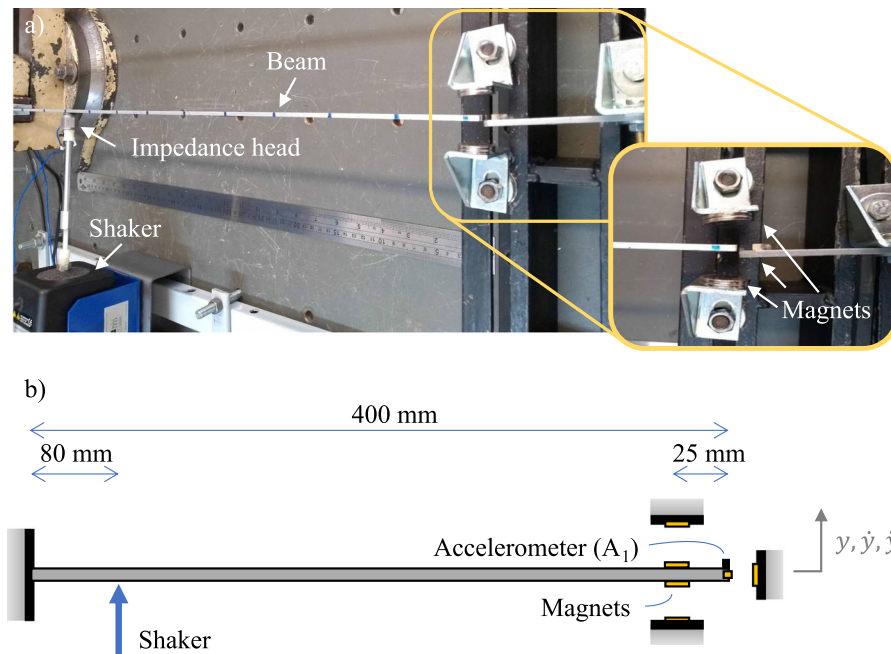 a)
Beam
Impedance head
Shaker
Magnets
b)
400 mm
80 mm
25 mm
Accelerometer (A₁)
y, ẏ,
Magnets
Shaker